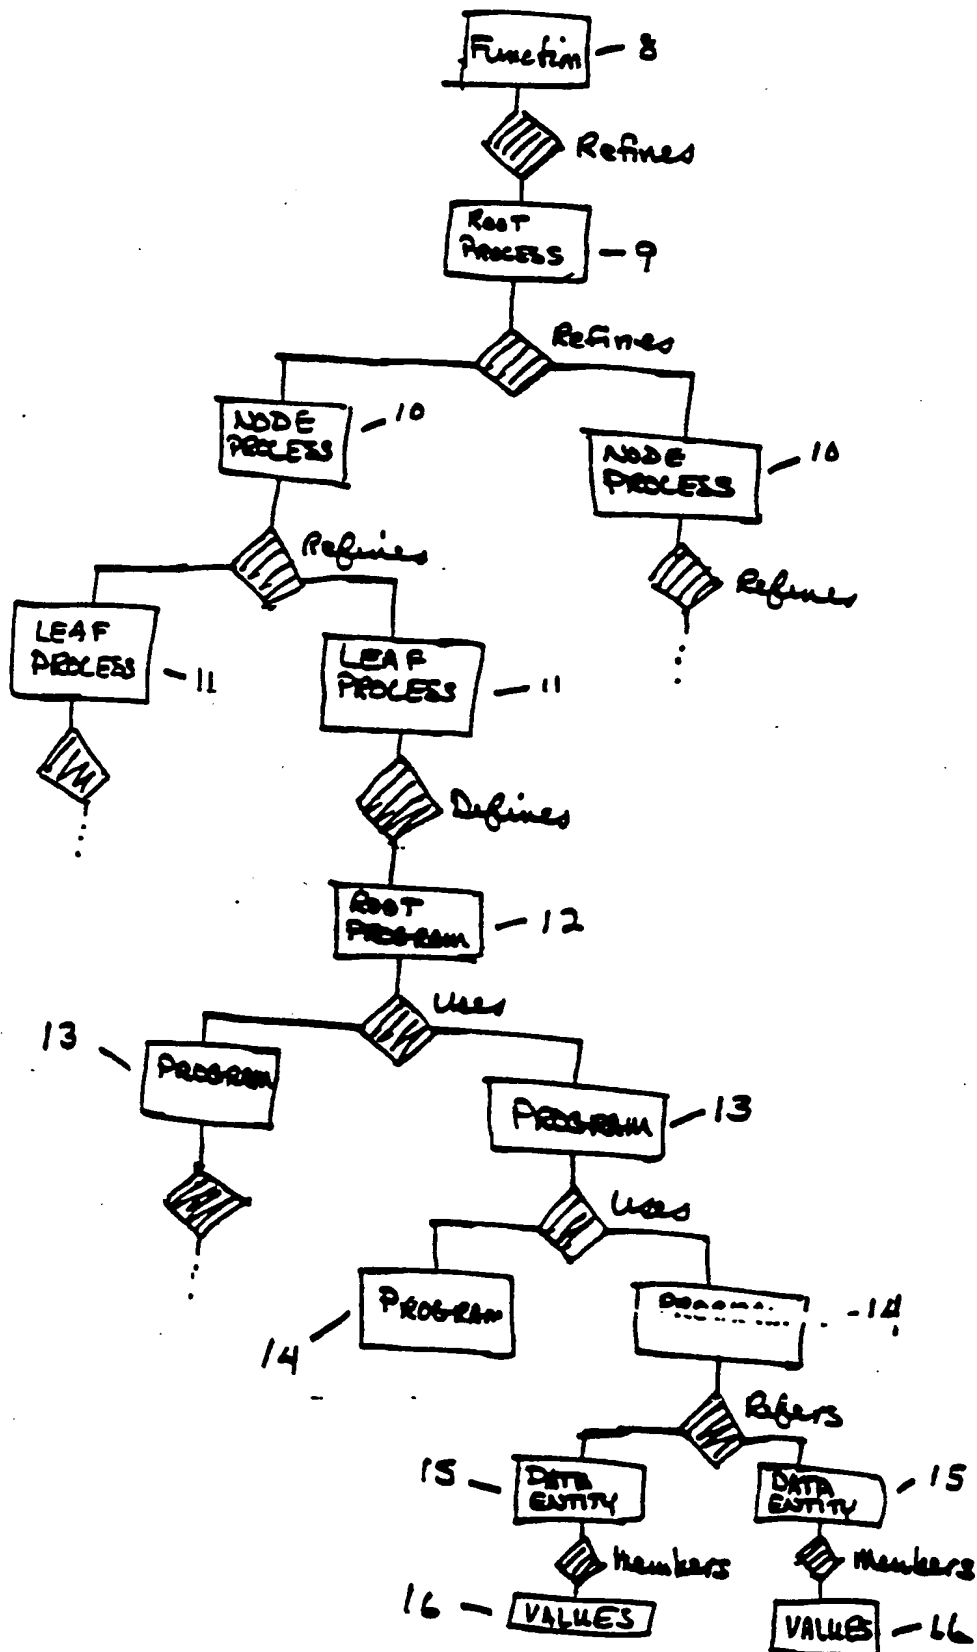 Function - 8
Refines
ROOT
PROCESS - 9
Refines
NODE
PROCESS
10
NODE
PROCESS
10
Refines
Refines
LEAF
PROCESS
11
LEAF
PROCESS
11
Defines
ROOT
PROGRAM
12
Uses
13
PROGRAM
PROGRAM
13
Uses
PROGRAM
14
14
Refers
15
DATA
ENTITY
DATA
ENTITY
15
Members
Members
16
VALUES
VALUES
16